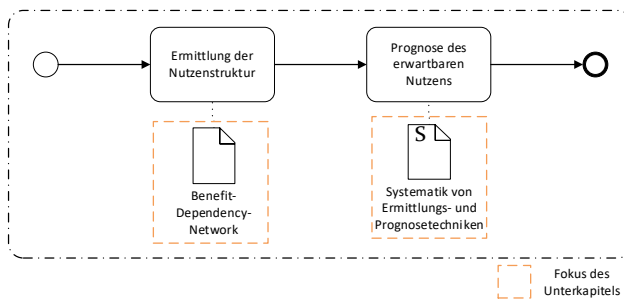 Ermittlung der
Nutzenstruktur
Prognose des
erwartbaren
Nutzens
Benefit-
Dependency-
Network
S
Systematik von
Ermittlungs- und
Prognosetechniken
Fokus des
Unterkapitels